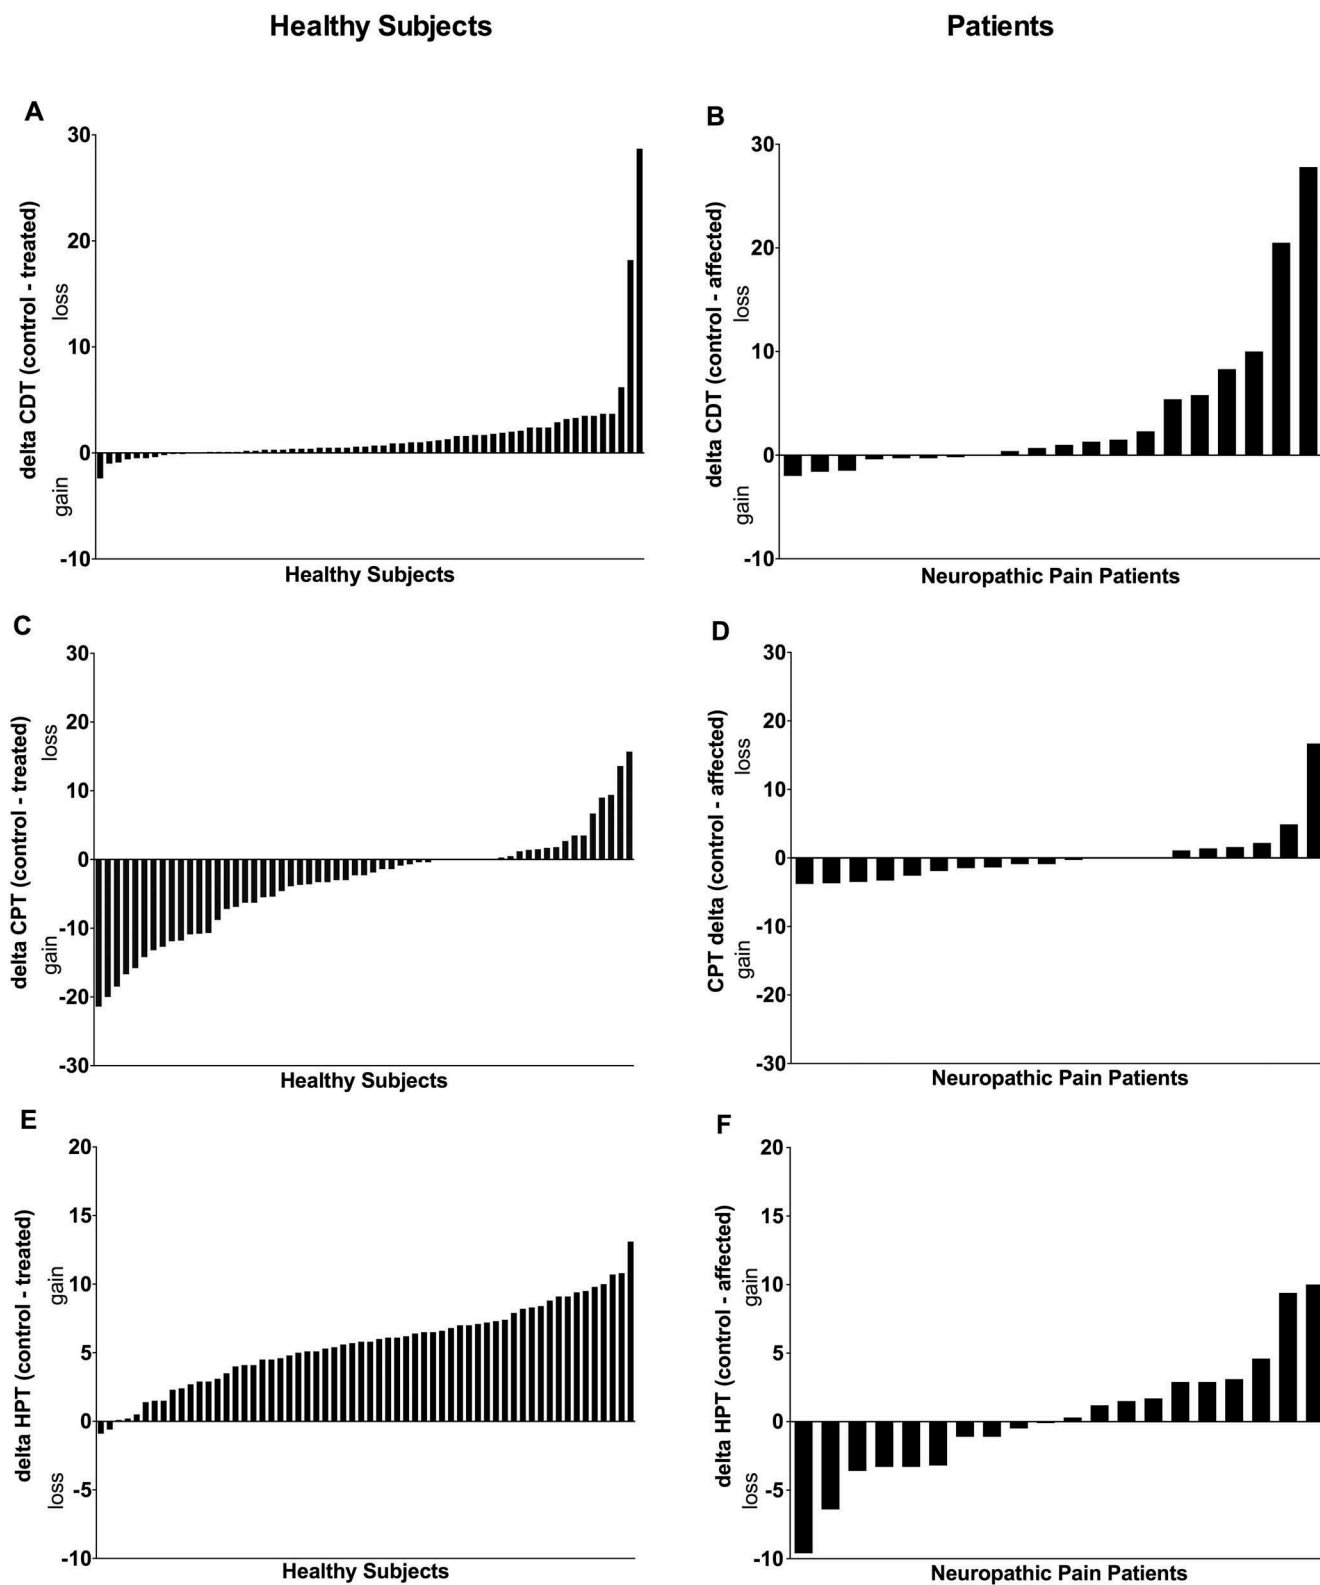 Healthy Subjects
Patients
A
30
20
10
0
-10
delta CDT (control - treated)
loss
gain
Healthy Subjects
B
30
20
10
0
-10
delta CDT (control - affected)
loss
gain
Neuropathic Pain Patients
C
30
20
10
0
-10
-20
-30
delta CPT (control - treated)
loss
gain
Healthy Subjects
D
30
20
10
0
-10
-20
-30
CPT delta (control - affected)
loss
gain
Neuropathic Pain Patients
E
20
15
10
5
0
-5
-10
delta HPT (control - treated)
gain
loss
Healthy Subjects
F
20
15
10
5
0
-5
-10
delta HPT (control - affected)
gain
loss
Neuropathic Pain Patients